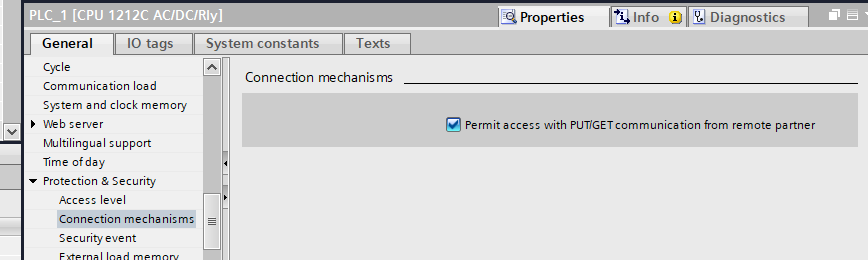 PLC_1 [CPU 1212C AC/DC/Rly]
Properties
Info
Diagnostics
General
IO tags
System constants
Texts
Cycle
Communication load
System and clock memory
Web server
Multilingual support
Time of day
Protection & Security
Access level
Connection mechanisms
Security event
External load memory
Connection mechanisms
Permit access with PUT/GET communication from remote partner